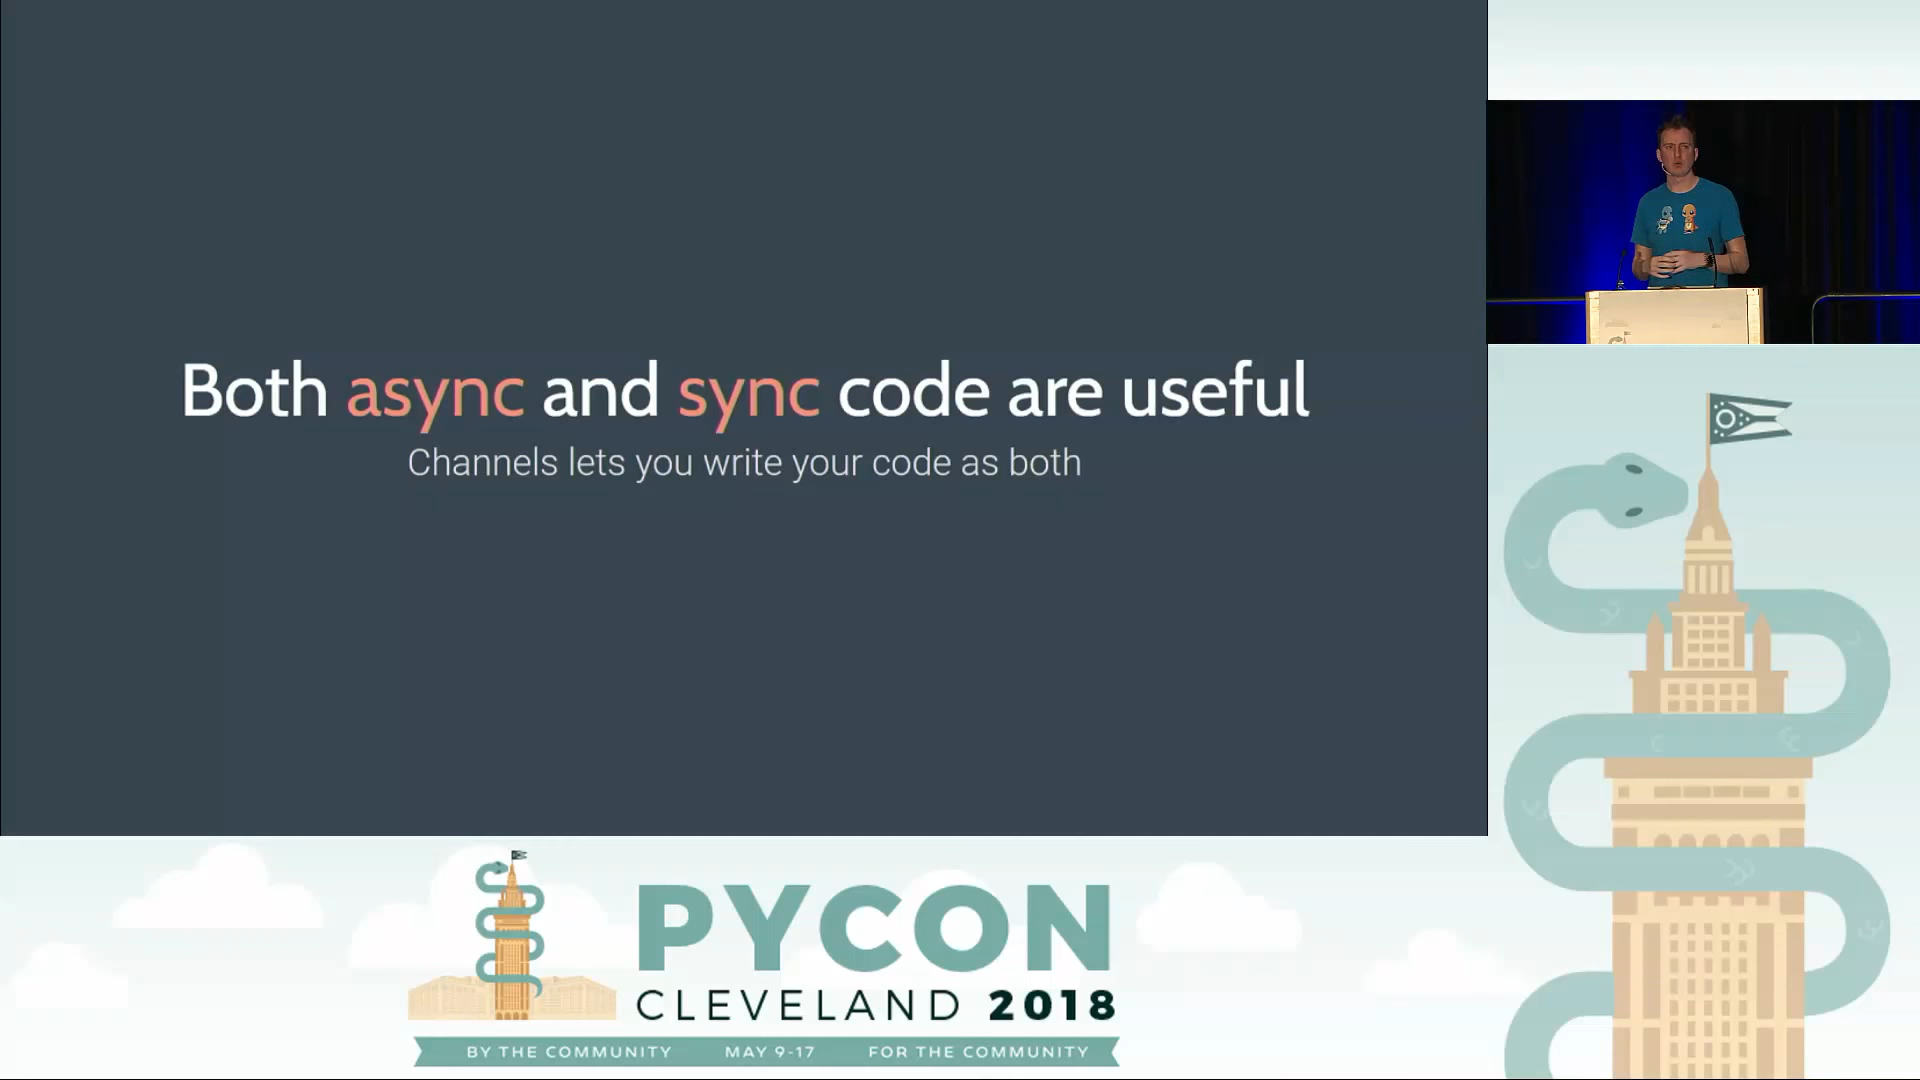 Both async and sync code are useful
Channels lets you write your code as both
PYCON
CLEVELAND 2018
BY THE COMMUNITY MAY 9-17 FOR THE COMMUNITY